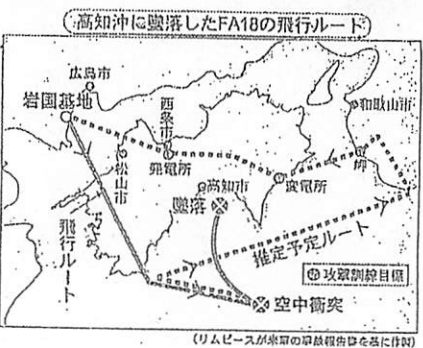 高知沖に墜落したFA18の飛行ルート
広島市
岩国基地
西条市
和歌山市
松山市
発電所
高知市
変電所
岬
墜落
飛行ルート
推定予定ルート
攻撃訓練目標
空中衝突
(リムピースが米軍の事故報告書を基に作製)